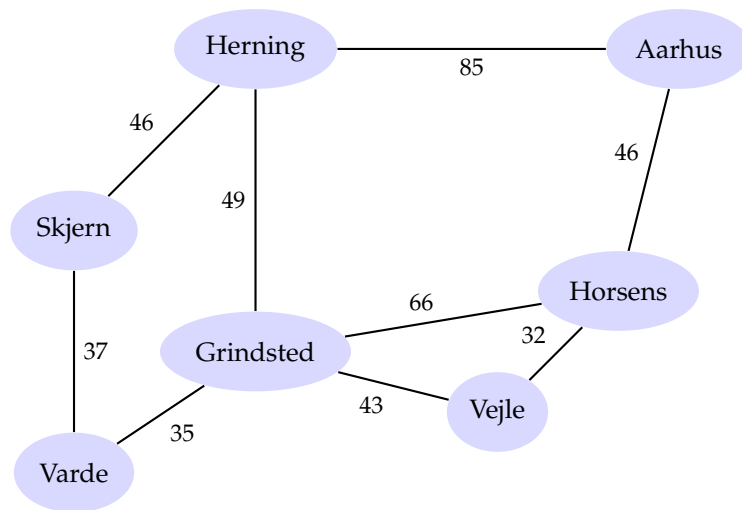 Herning
Aarhus
85
46
46
49
Skjern
Horsens
66
32
37
Grindsted
43
Vejle
35
Varde